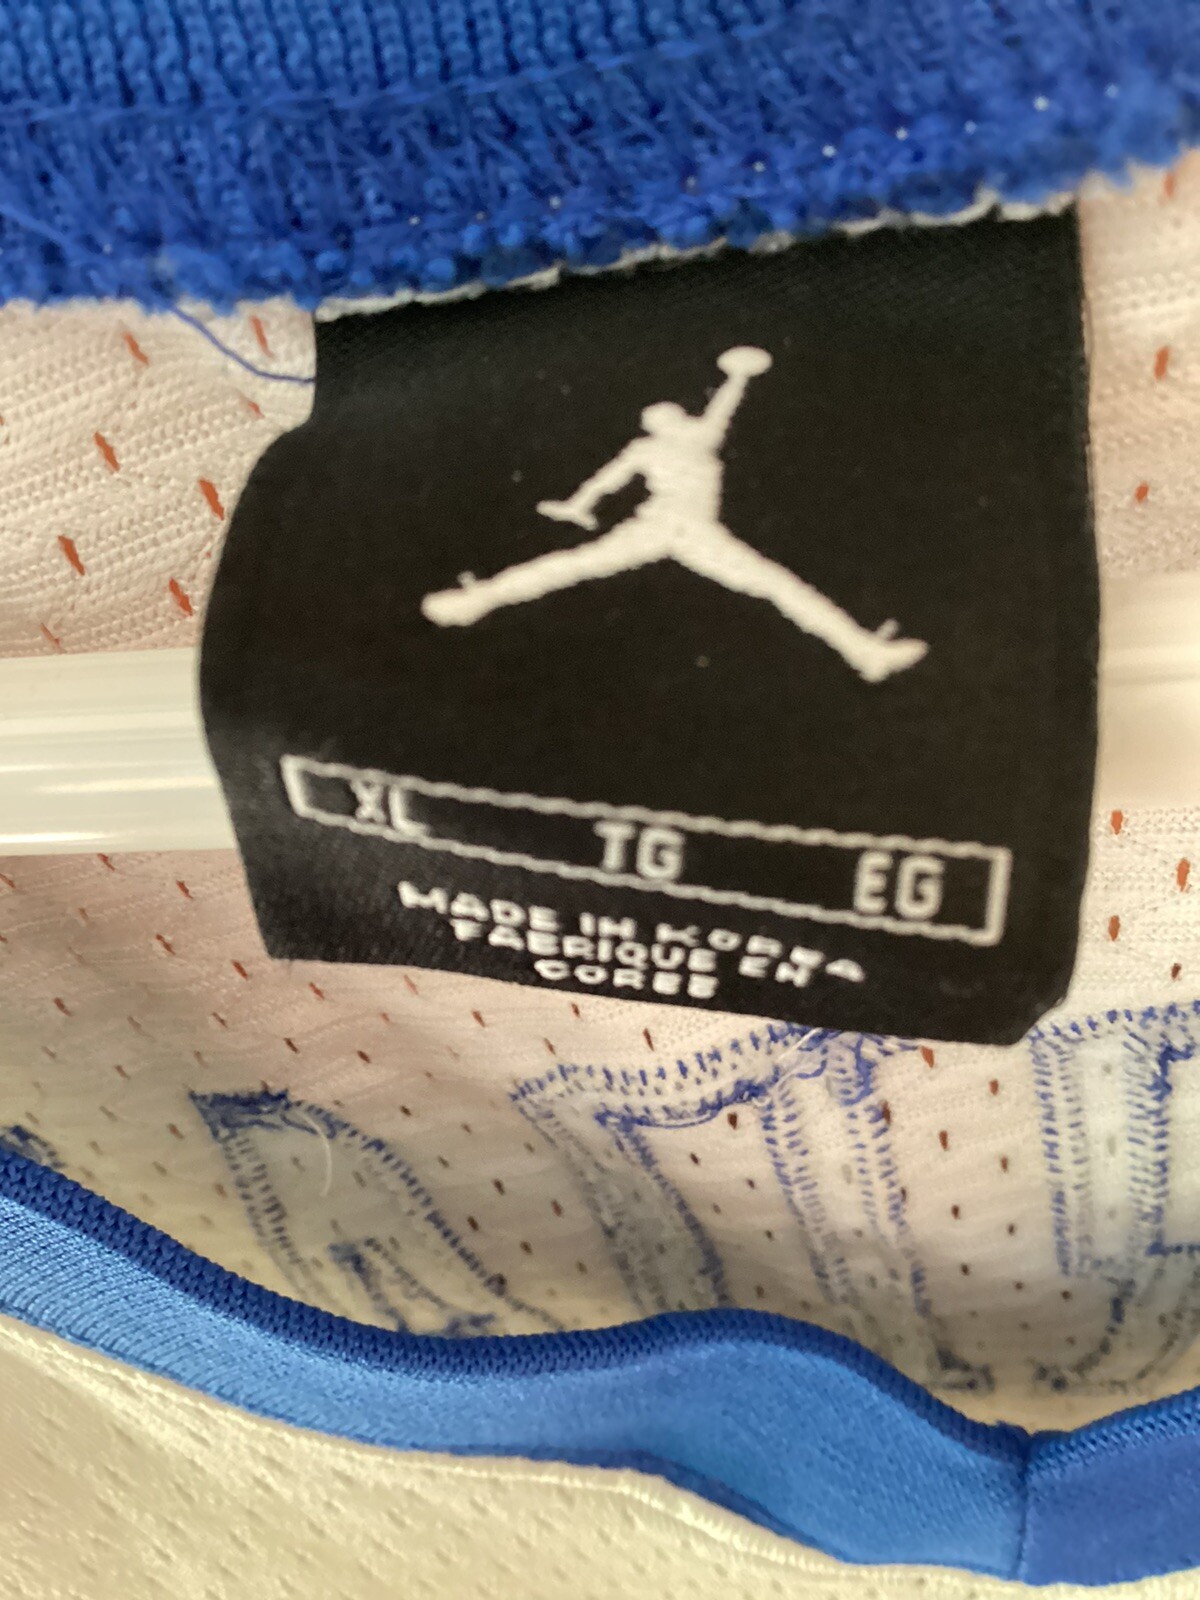 XL TG EG
MADE IN KOREA
FABRIQUE EN
COREE